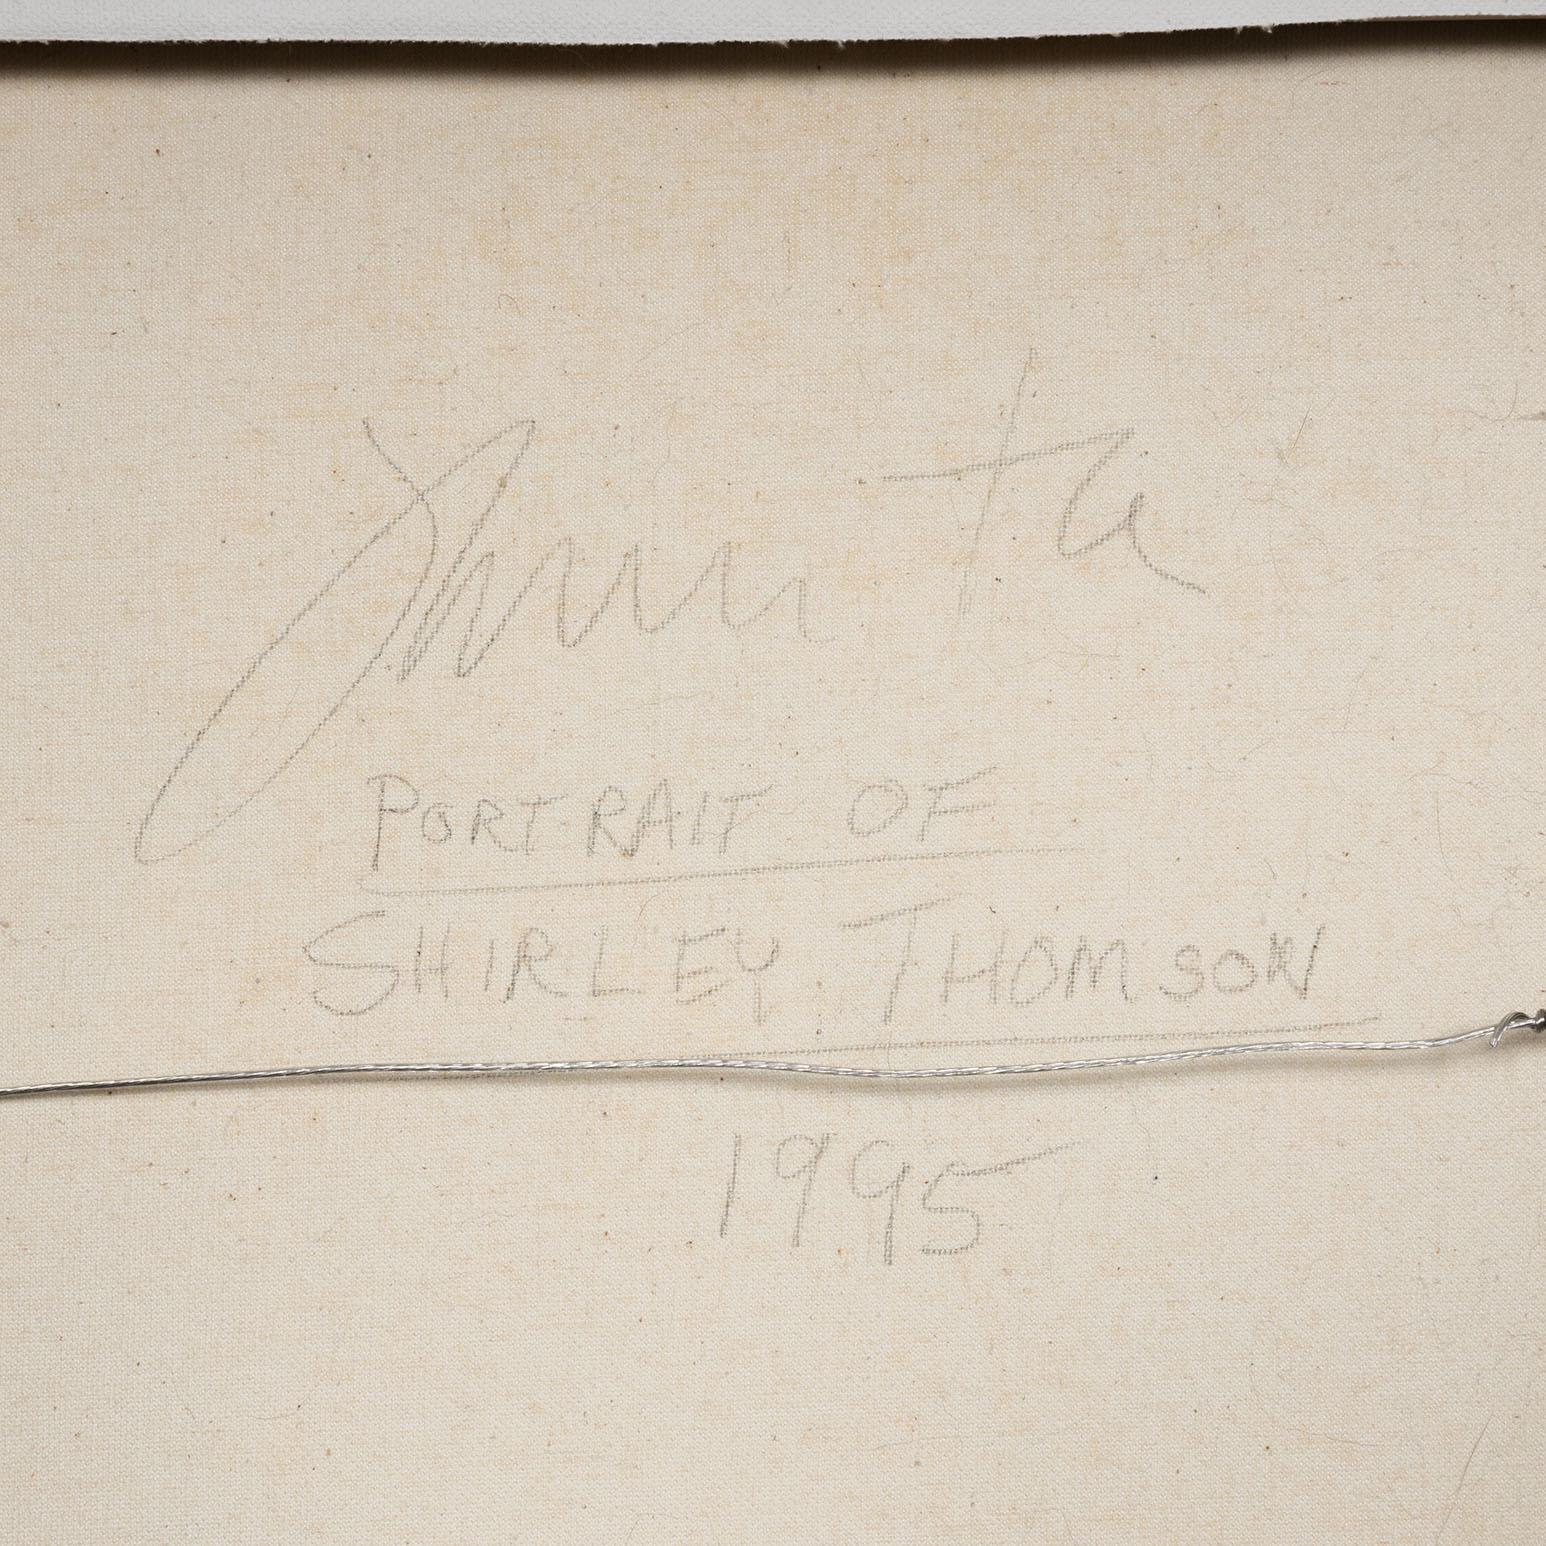 PORTRAIT OF
SHIRLEY THOMSON
1995